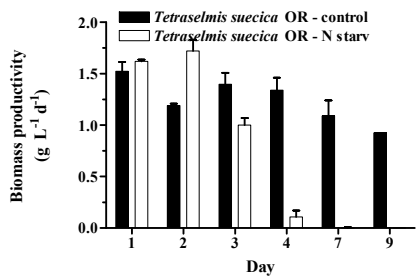 Tetraselmis suecica OR - control
Tetraselmis suecica OR - N starv
Biomass productivity
(g L⁻¹ d⁻¹)
2.0
1.5
1.0
0.5
0.0
1 2 3 4 7 9
Day